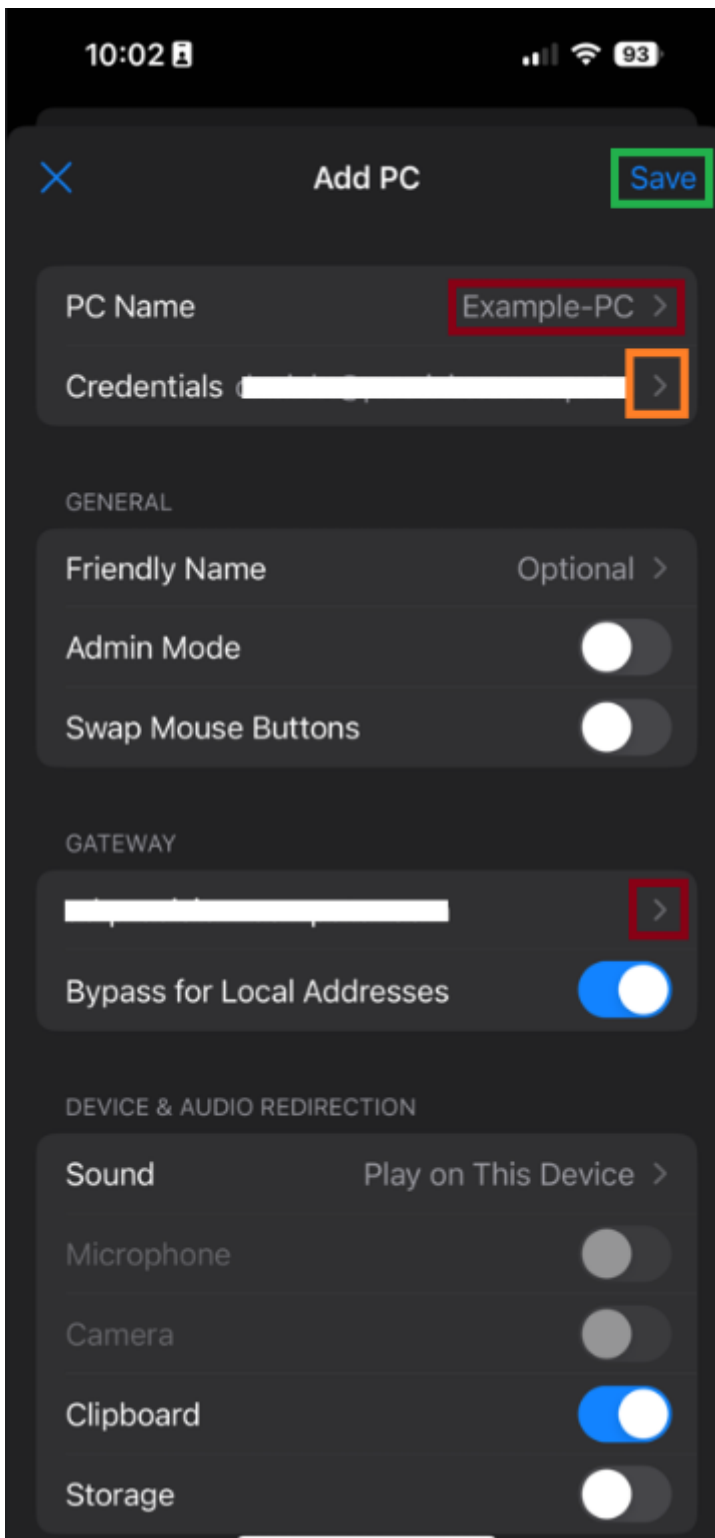 10:02 93
Add PC Save
PC Name Example-PC
Credentials
GENERAL
Friendly Name Optional
Admin Mode
Swap Mouse Buttons
GATEWAY
Bypass for Local Addresses
DEVICE & AUDIO REDIRECTION
Sound Play on This Device
Microphone
Camera
Clipboard
Storage